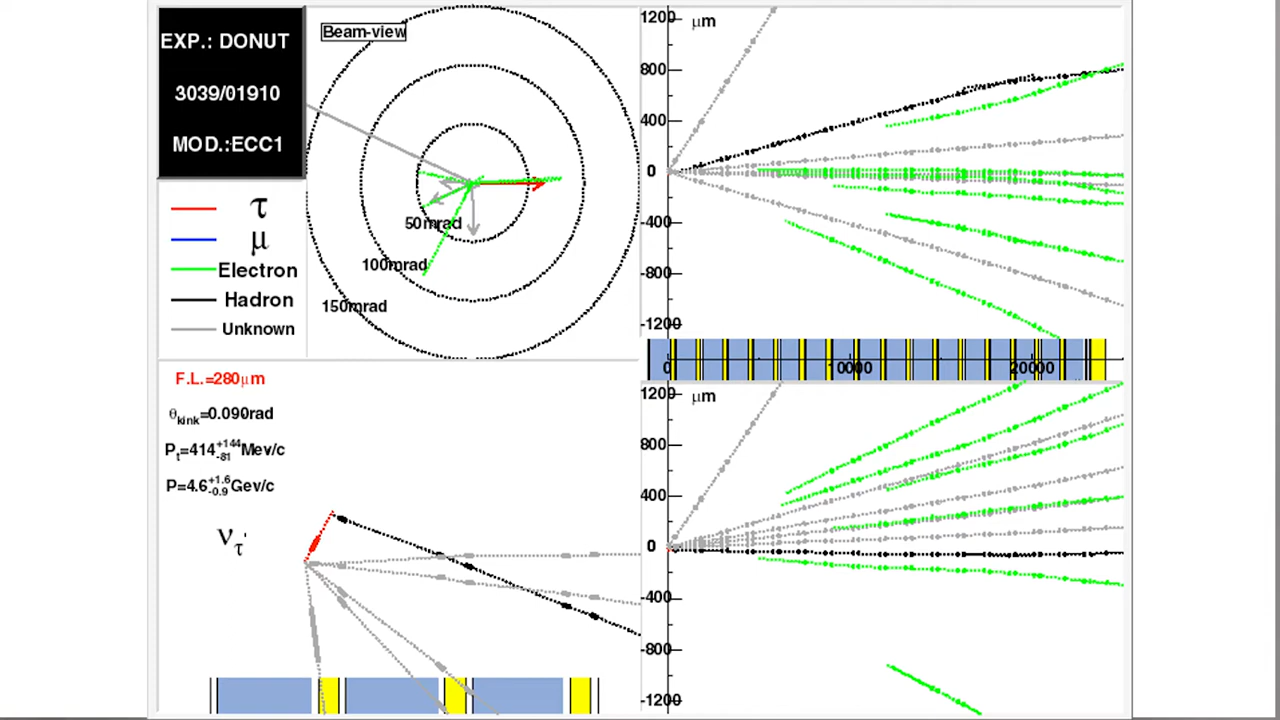 EXP.: DONUT
3039/01910
MOD.:ECC1
Beam-view
50mrad
100mrad
150mrad
τ
μ
Electron
Hadron
Unknown
F.L.=280μm
θkink=0.090rad
Pt=414+144-81Mev/c
P=4.6+1.6-0.9Gev/c
ντ'
1200 μm
800
400
0
-400
-800
-1200
0 10000 20000
1200 μm
800
400
0
-400
-800
-1200